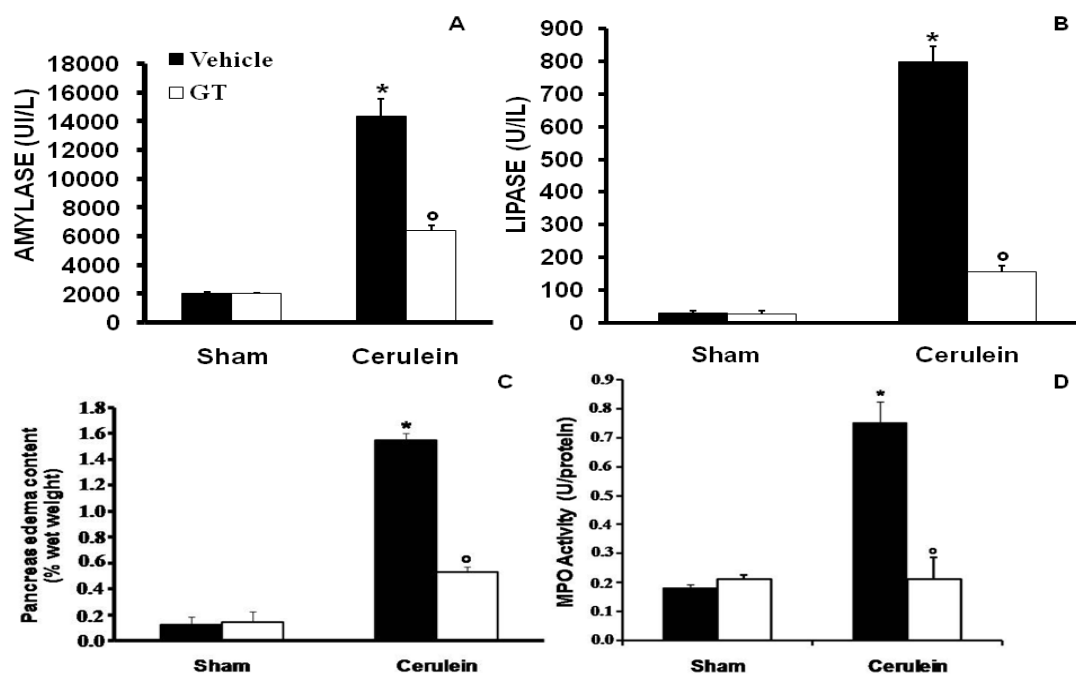 A
Vehicle
GT
AMYLASE (UI/L)
18000
16000
14000
12000
10000
8000
6000
4000
2000
0
*
o
Sham Cerulein
B
LIPASE (U/IL)
900
800
700
600
500
400
300
200
100
0
*
o
Sham Cerulein
C
Pancreas edema content
(% wet weight)
1.8
1.6
1.4
1.2
1.0
0.8
0.6
0.4
0.2
0.0
*
o
Sham Cerulein
D
MPO Activity (U/protein)
0.9
0.8
0.7
0.6
0.5
0.4
0.3
0.2
0.1
0.0
*
o
Sham Cerulein